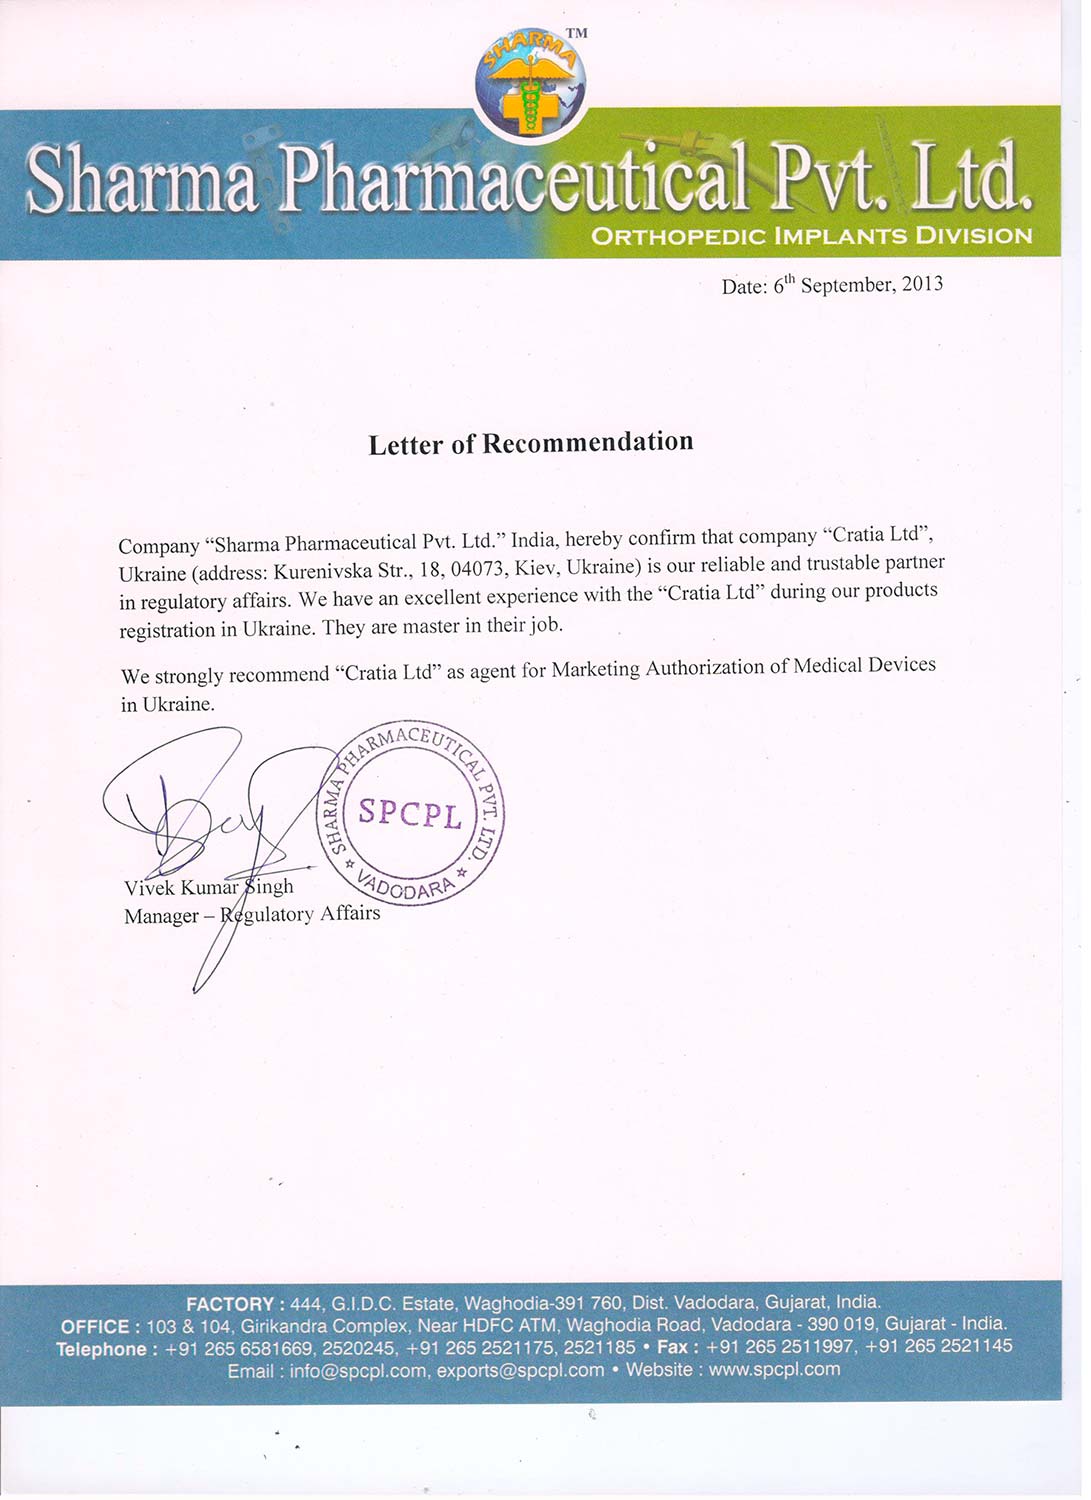 SHARMA
TM
Sharma Pharmaceutical Pvt. Ltd.
ORTHOPEDIC IMPLANTS DIVISION
Date: 6th September, 2013
Letter of Recommendation
Company “Sharma Pharmaceutical Pvt. Ltd.” India, hereby confirm that company “Cratia Ltd”,
Ukraine (address: Kurenivska Str., 18, 04073, Kiev, Ukraine) is our reliable and trustable partner
in regulatory affairs. We have an excellent experience with the “Cratia Ltd” during our products
registration in Ukraine. They are master in their job.
We strongly recommend “Cratia Ltd” as agent for Marketing Authorization of Medical Devices
in Ukraine.
SHARMA PHARMACEUTICAL PVT. LTD.
SPCPL
VADODARA
Vivek Kumar Singh
Manager – Regulatory Affairs
FACTORY : 444, G.I.D.C. Estate, Waghodia-391 760, Dist. Vadodara, Gujarat, India.
OFFICE : 103 & 104, Girikandra Complex, Near HDFC ATM, Waghodia Road, Vadodara - 390 019, Gujarat - India.
Telephone : +91 265 6581669, 2520245, +91 265 2521175, 2521185 • Fax : +91 265 2511997, +91 265 2521145
Email : info@spcpl.com, exports@spcpl.com • Website : www.spcpl.com